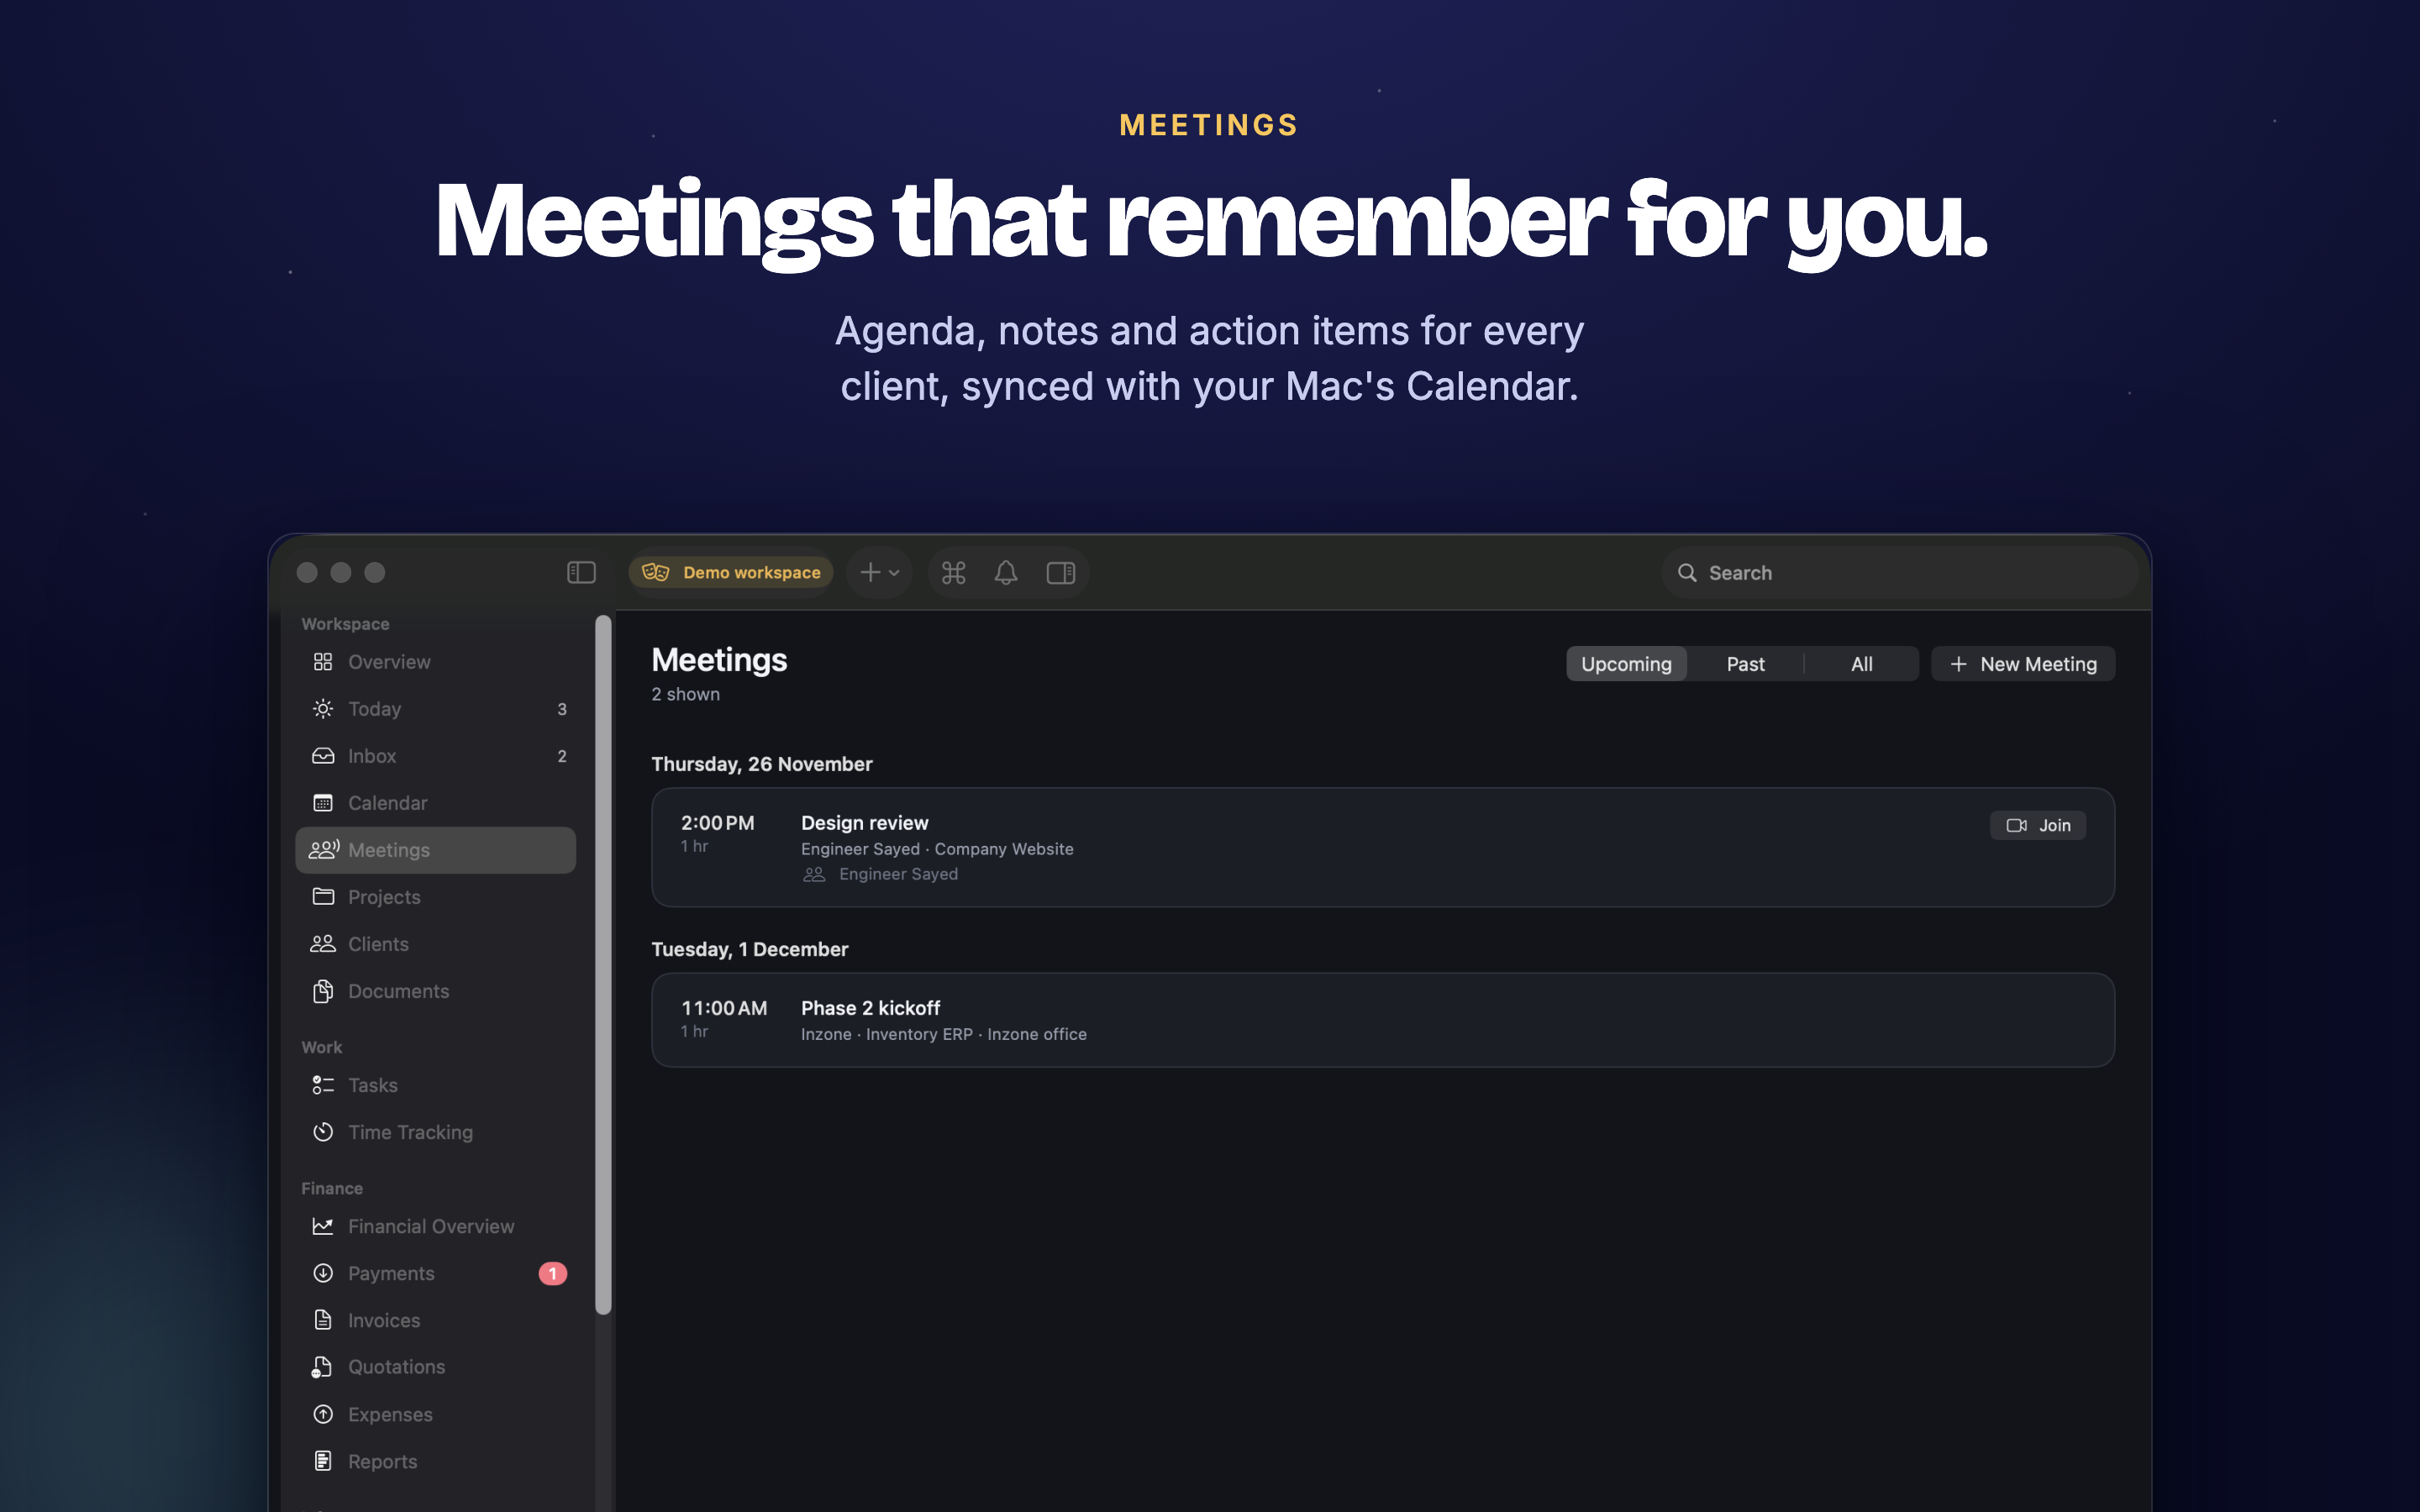 MEETINGS
Meetings that remember for you.
Agenda, notes and action items for every
client, synced with your Mac's Calendar.
Demo workspace
Search
Workspace
Overview
Today 3
Inbox 2
Calendar
Meetings
Projects
Clients
Documents
Work
Tasks
Time Tracking
Finance
Financial Overview
Payments 1
Invoices
Quotations
Expenses
Reports
Meetings
2 shown
Upcoming Past All New Meeting
Thursday, 26 November
2:00 PM Design review Join
1 hr Engineer Sayed · Company Website
Engineer Sayed
Tuesday, 1 December
11:00 AM Phase 2 kickoff
1 hr Inzone · Inventory ERP · Inzone office